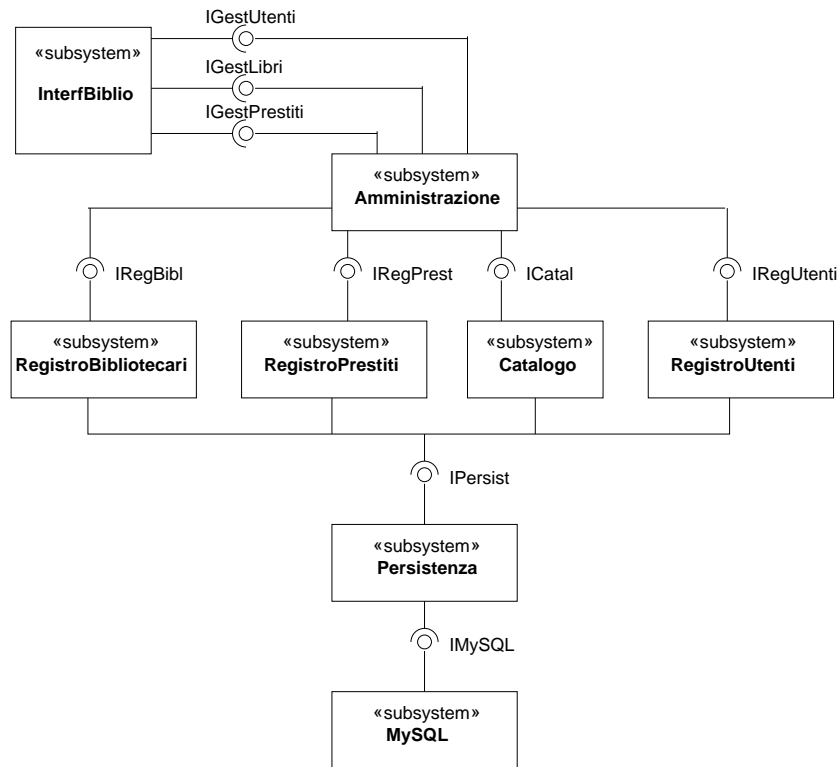 IGestUtenti
«subsystem»
InterfBiblio
IGestLibri
IGestPrestiti
«subsystem»
Amministrazione
IRegBibl
IRegPrest
ICatal
IRegUtenti
«subsystem»
RegistroBibliotecari
«subsystem»
RegistroPrestiti
«subsystem»
Catalogo
«subsystem»
RegistroUtenti
IPersist
«subsystem»
Persistenza
IMySQL
«subsystem»
MySQL